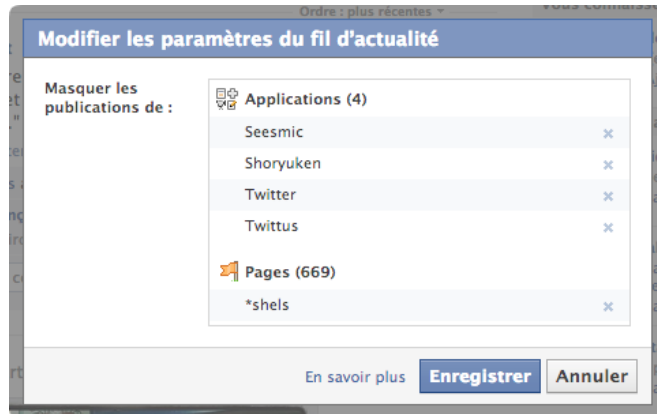 Ordre : plus récentes
Modifier les paramètres du fil d'actualité
Masquer les
publications de :
Applications (4)
Seesmic
Shoryuken
Twitter
Twittus
Pages (669)
*shels
En savoir plus
Enregistrer
Annuler